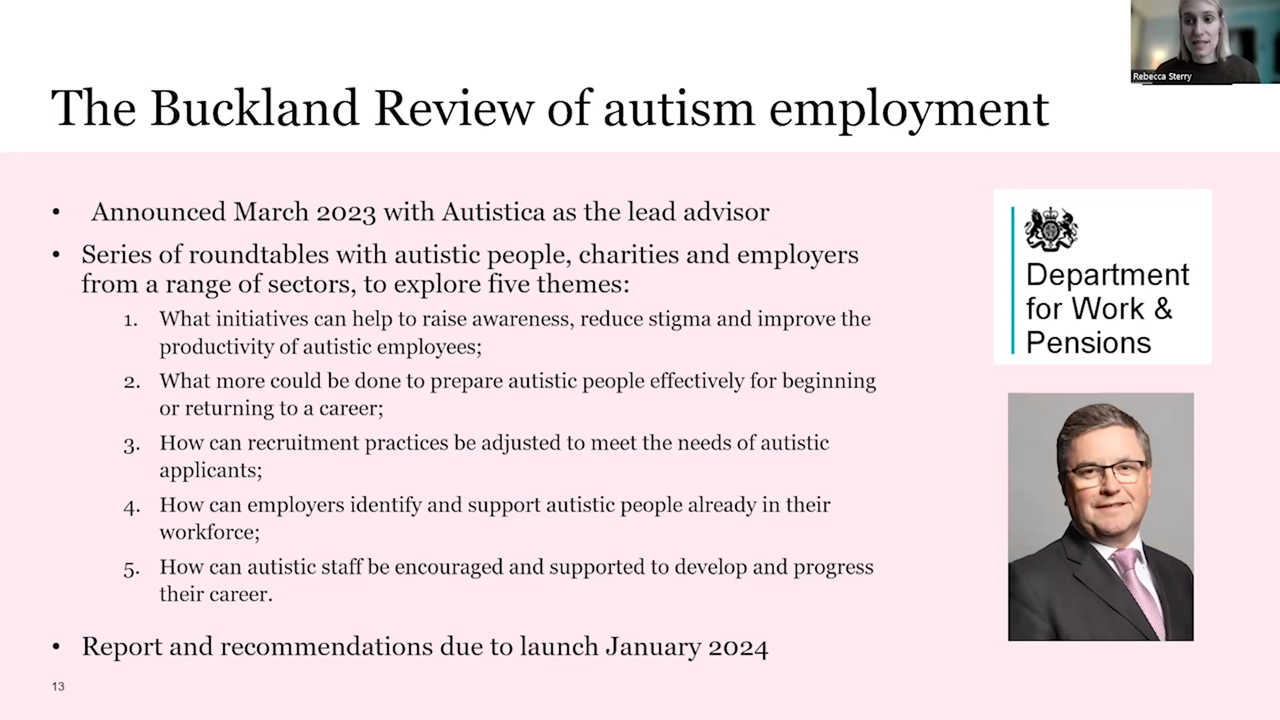 Rebecca Sterry
The Buckland Review of autism employment
• Announced March 2023 with Autistica as the lead advisor
• Series of roundtables with autistic people, charities and employers
from a range of sectors, to explore five themes:
1. What initiatives can help to raise awareness, reduce stigma and improve the
productivity of autistic employees;
2. What more could be done to prepare autistic people effectively for beginning
or returning to a career;
3. How can recruitment practices be adjusted to meet the needs of autistic
applicants;
4. How can employers identify and support autistic people already in their
workforce;
5. How can autistic staff be encouraged and supported to develop and progress
their career.
• Report and recommendations due to launch January 2024
13
Department
for Work &
Pensions